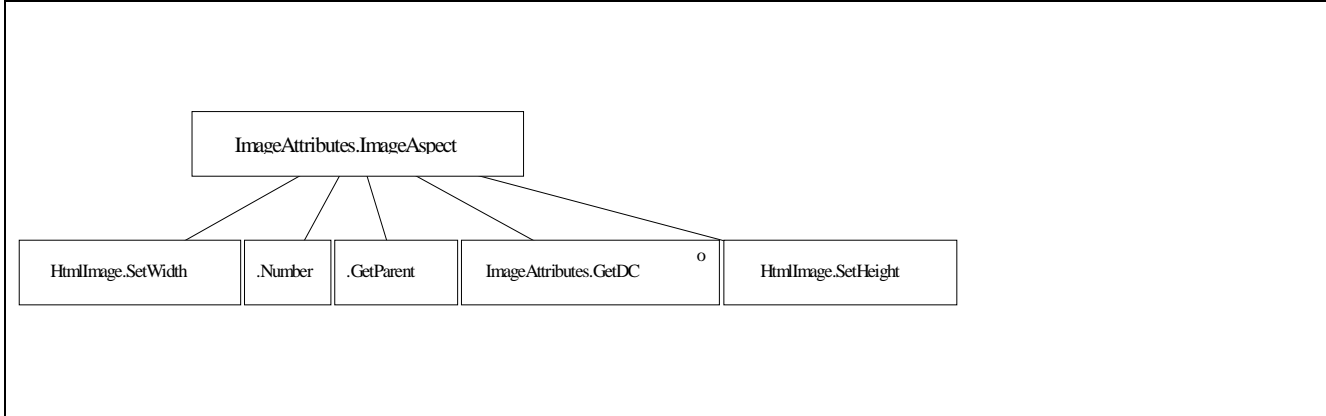 ImageAttributes.ImageAspect
HtmlImage.SetWidth
.Number
.GetParent
ImageAttributes.GetDC
o
HtmlImage.SetHeight